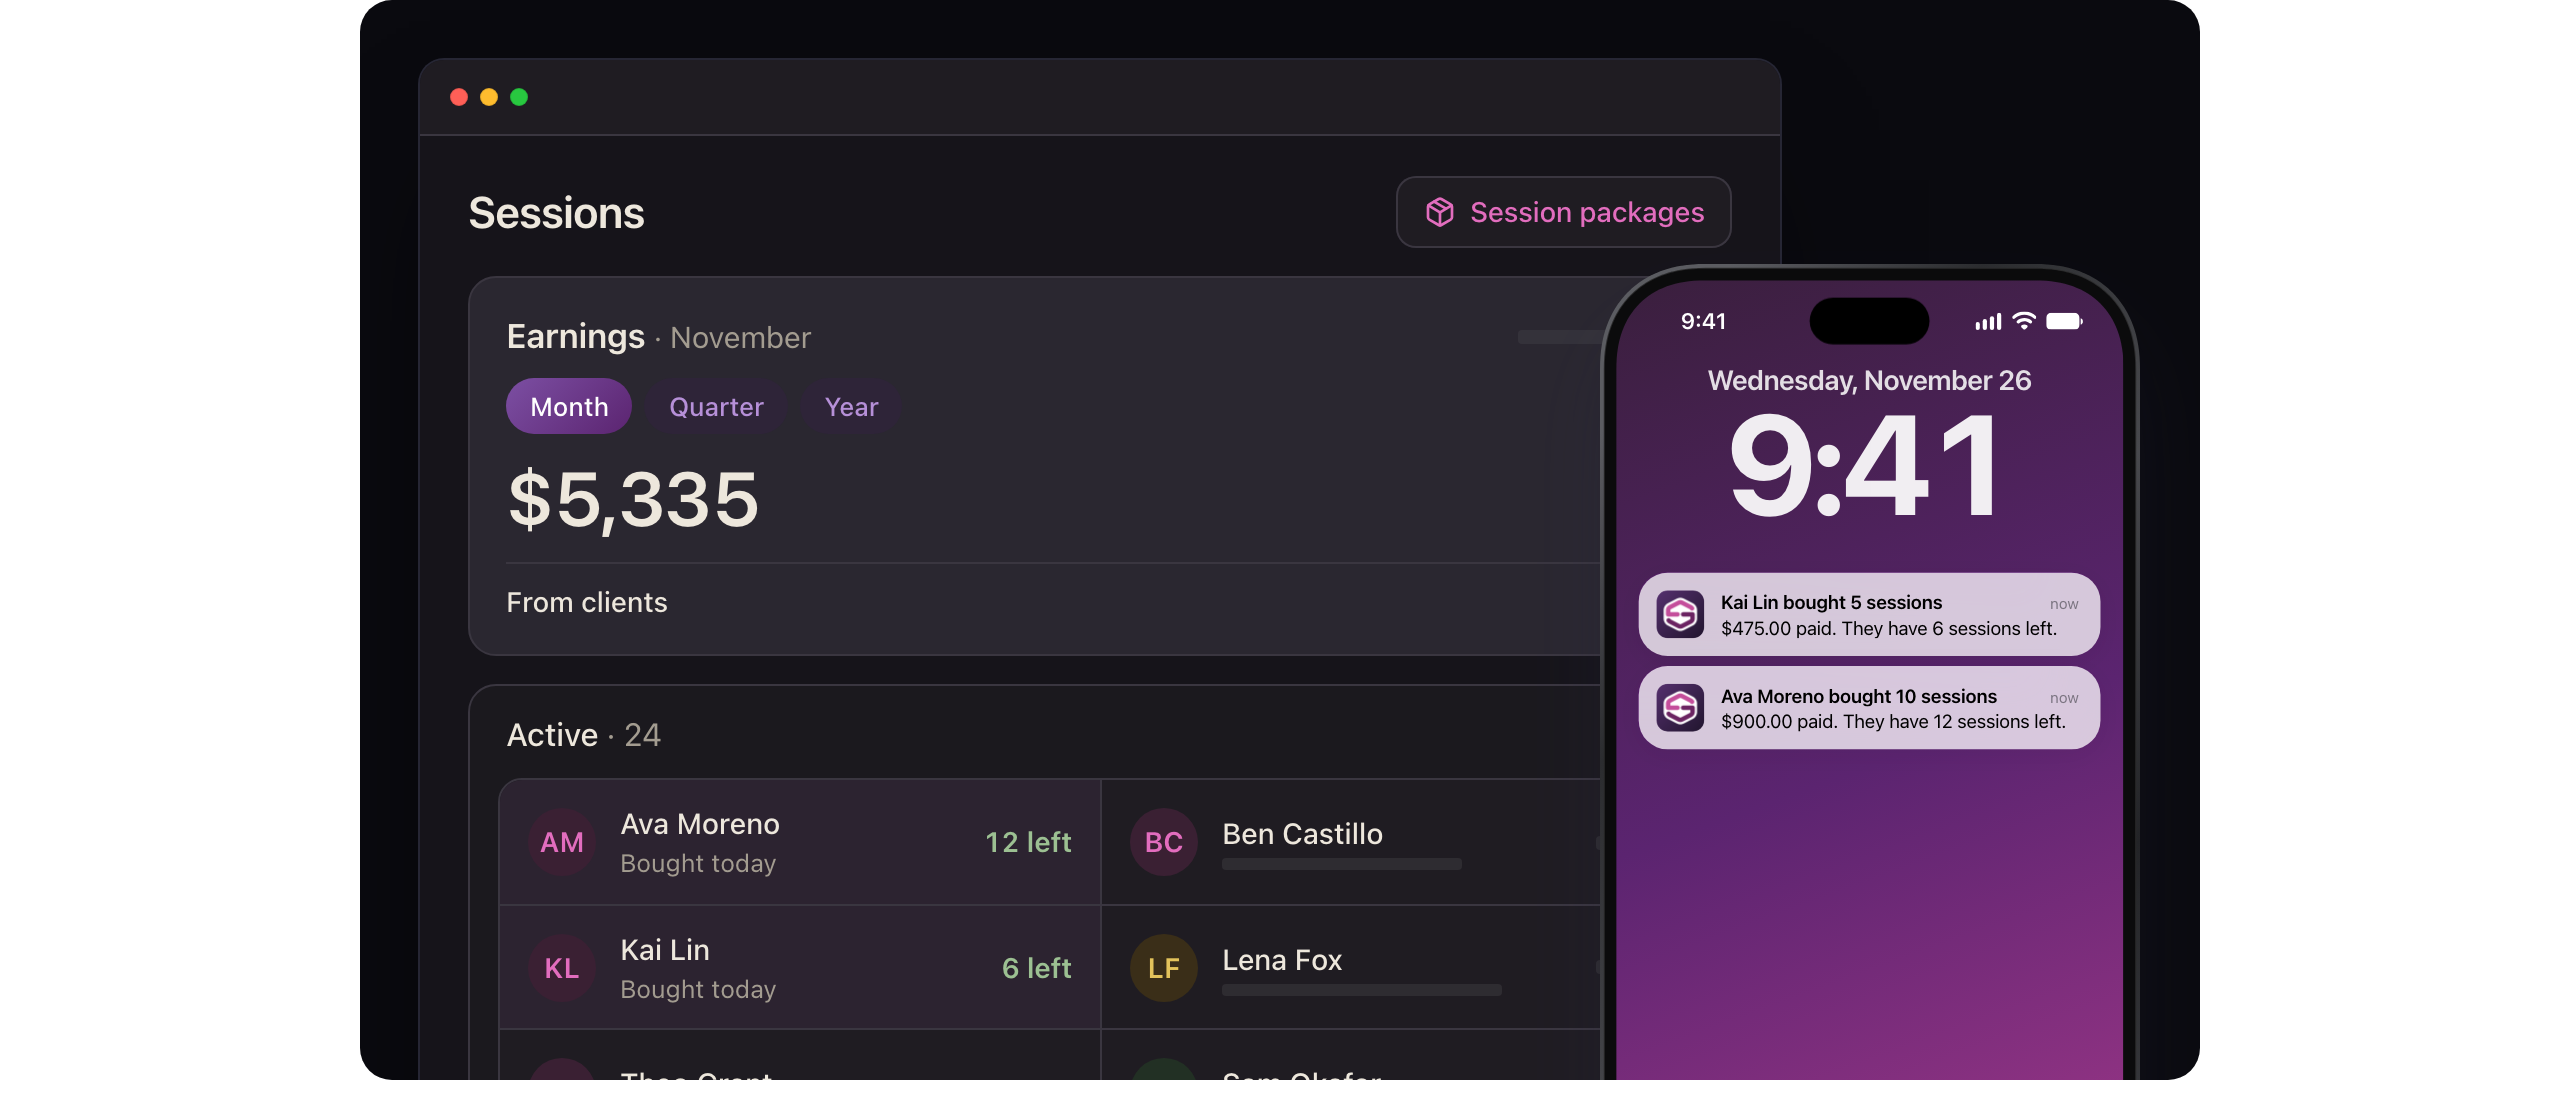 Sessions
Session packages
Earnings · November
Month Quarter Year
$5,335
From clients
Active · 24
AM Ava Moreno 12 left
Bought today
BC Ben Castillo
KL Kai Lin 6 left
Bought today
LF Lena Fox
9:41
Wednesday, November 26
9:41
Kai Lin bought 5 sessions now
$475.00 paid. They have 6 sessions left.
Ava Moreno bought 10 sessions now
$900.00 paid. They have 12 sessions left.